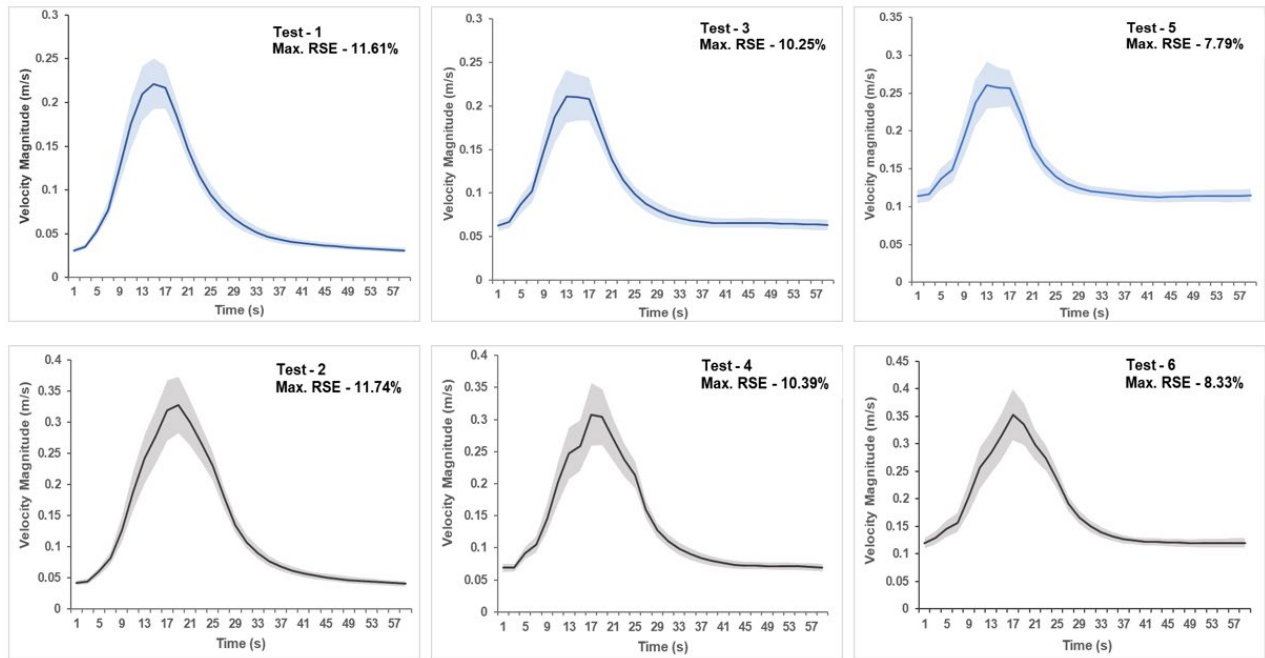 Test - 1
Max. RSE - 11.61%
Velocity Magnitude (m/s)
0.3
0.25
0.2
0.15
0.1
0.05
0
1 5 9 13 17 21 25 29 33 37 41 45 49 53 57
Time (s)
Test - 3
Max. RSE - 10.25%
Velocity Magnitude (m/s)
0.3
0.25
0.2
0.15
0.1
0.05
0
1 5 9 13 17 21 25 29 33 37 41 45 49 53 57
Time (s)
Test - 5
Max. RSE - 7.79%
Velocity magnitude (m/s)
0.35
0.3
0.25
0.2
0.15
0.1
0.05
0
1 5 9 13 17 21 25 29 33 37 41 45 49 53 57
Time (s)
Test - 2
Max. RSE - 11.74%
Velocity Magnitude (m/s)
0.4
0.35
0.3
0.25
0.2
0.15
0.1
0.05
0
1 5 9 13 17 21 25 29 33 37 41 45 49 53 57
Time (s)
Test - 4
Max. RSE - 10.39%
Velocity Magnitude (m/s)
0.4
0.35
0.3
0.25
0.2
0.15
0.1
0.05
0
1 5 9 13 17 21 25 29 33 37 41 45 49 53 57
Time (s)
Test - 6
Max. RSE - 8.33%
Velocity Magnitude (m/s)
0.45
0.4
0.35
0.3
0.25
0.2
0.15
0.1
0.05
0
1 5 9 13 17 21 25 29 33 37 41 45 49 53 57
Time (s)